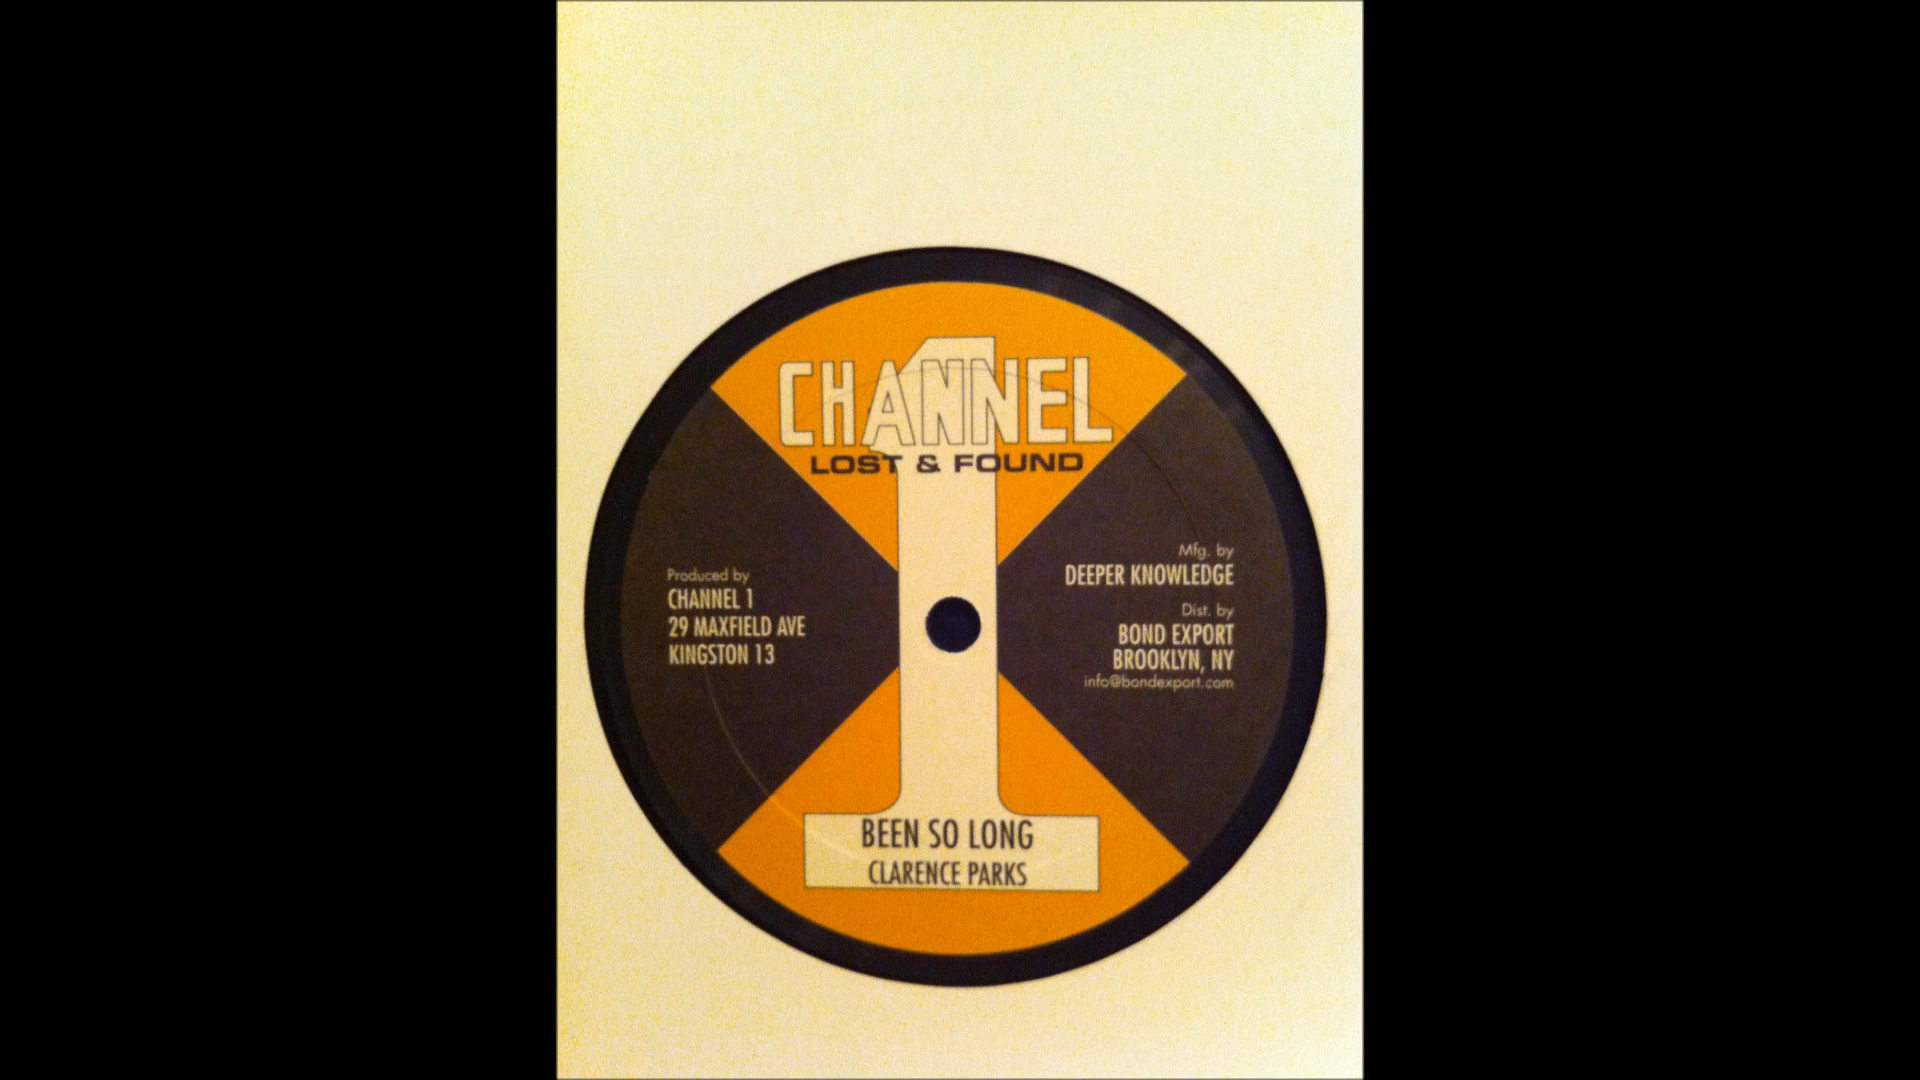 CHANNEL
1
LOST & FOUND
Produced by
CHANNEL 1
29 MAXFIELD AVE
KINGSTON 13
Mfg. by
DEEPER KNOWLEDGE
Dist. by
BOND EXPORT
BROOKLYN, NY
info@bondexport.com
BEEN SO LONG
CLARENCE PARKS